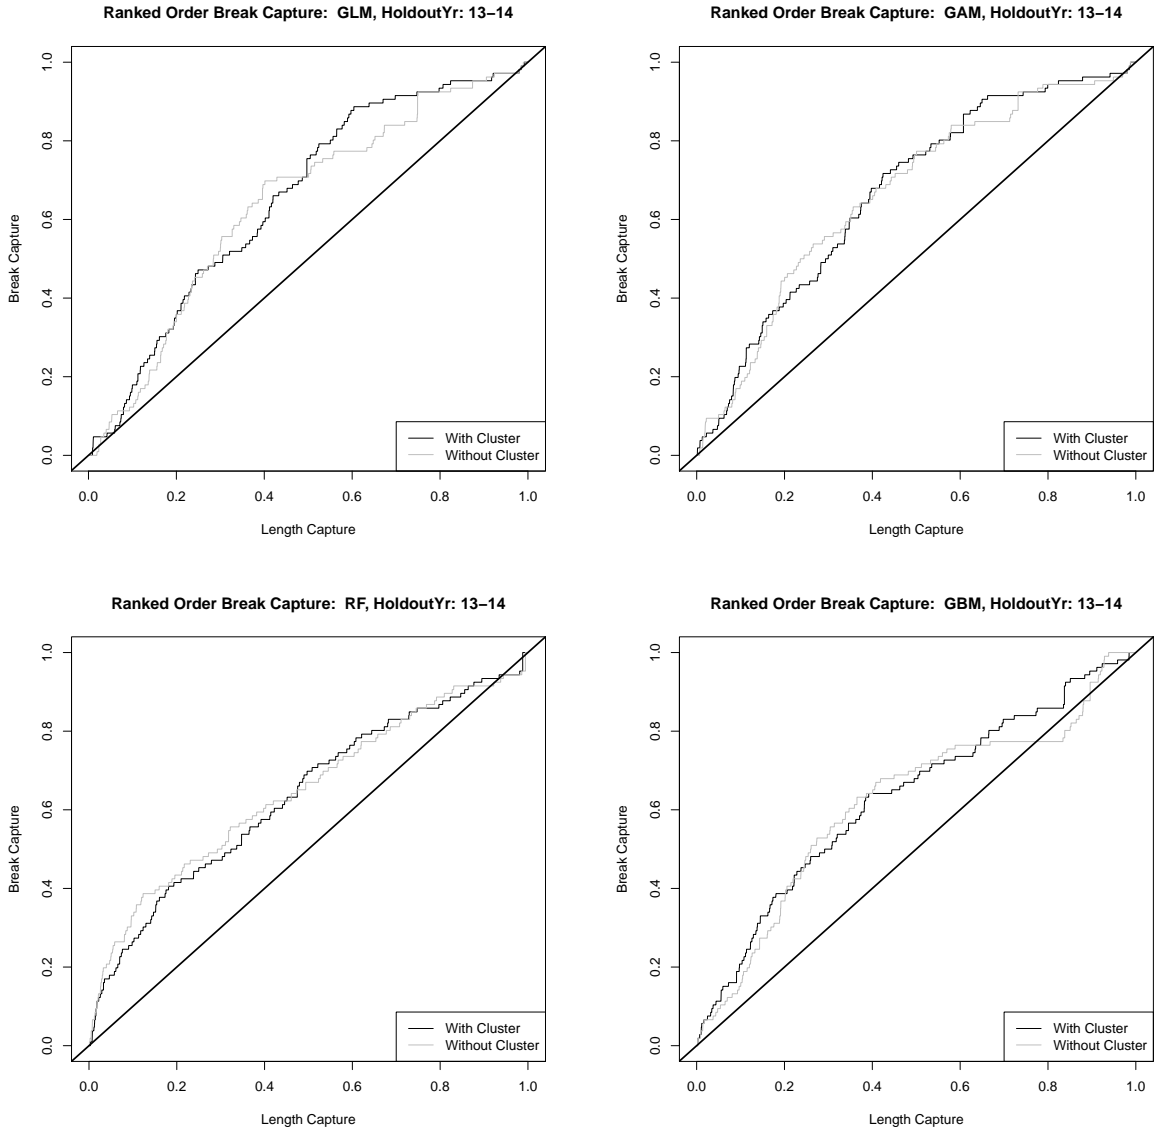 Ranked Order Break Capture:  GLM, HoldoutYr: 13–14
Break Capture
0.0 0.2 0.4 0.6 0.8 1.0
With Cluster
Without Cluster
0.0 0.2 0.4 0.6 0.8 1.0
Length Capture
Ranked Order Break Capture:  GAM, HoldoutYr: 13–14
Break Capture
0.0 0.2 0.4 0.6 0.8 1.0
With Cluster
Without Cluster
0.0 0.2 0.4 0.6 0.8 1.0
Length Capture
Ranked Order Break Capture:  RF, HoldoutYr: 13–14
Break Capture
0.0 0.2 0.4 0.6 0.8 1.0
With Cluster
Without Cluster
0.0 0.2 0.4 0.6 0.8 1.0
Length Capture
Ranked Order Break Capture:  GBM, HoldoutYr: 13–14
Break Capture
0.0 0.2 0.4 0.6 0.8 1.0
With Cluster
Without Cluster
0.0 0.2 0.4 0.6 0.8 1.0
Length Capture